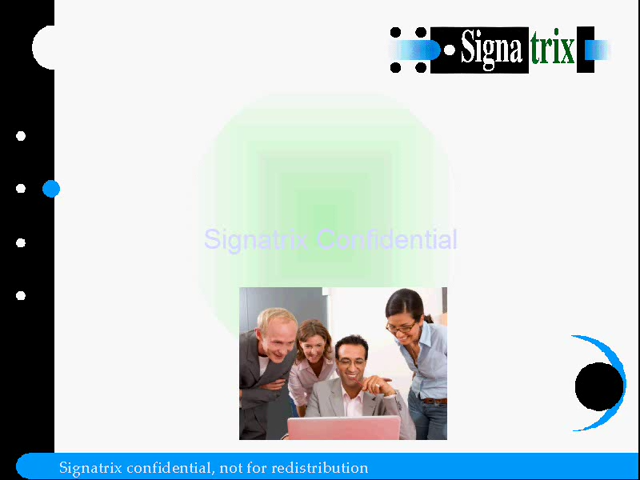 Signatrix
Signatrix Confidential
Signatrix confidential, not for redistribution